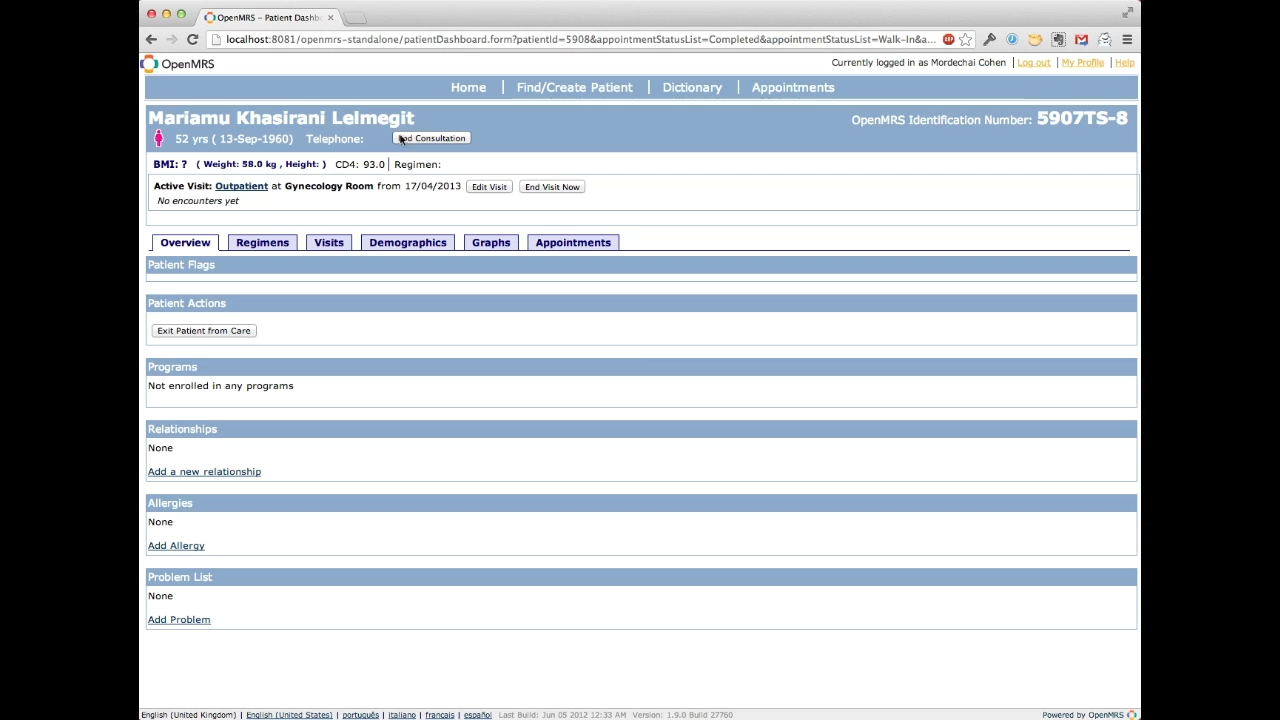 OpenMRS - Patient Dashb
localhost:8081/openmrs-standalone/patientDashboard.form?patientId=5908&appointmentStatusList=Completed&appointmentStatusList=Walk-In&a...
OpenMRS
Currently logged in as Mordechai Cohen | Log out | My Profile | Help
Home | Find/Create Patient | Dictionary | Appointments
Mariamu Khasirani Lelmegit
OpenMRS Identification Number: 5907TS-8
52 yrs ( 13-Sep-1960) Telephone: Consultation
BMI: ? ( Weight: 58.0 kg , Height: ) CD4: 93.0 | Regimen:
Active Visit: Outpatient at Gynecology Room from 17/04/2013 Edit Visit End Visit Now
No encounters yet
Overview Regimens Visits Demographics Graphs Appointments
Patient Flags
Patient Actions
Exit Patient from Care
Programs
Not enrolled in any programs
Relationships
None
Add a new relationship
Allergies
None
Add Allergy
Problem List
None
Add Problem
English (United Kingdom) | English (United States) | português | italiano | français | español Last Build: Jun 05 2012 12:33 AM Version: 1.9.0 Build 27760 Powered by OpenMRS